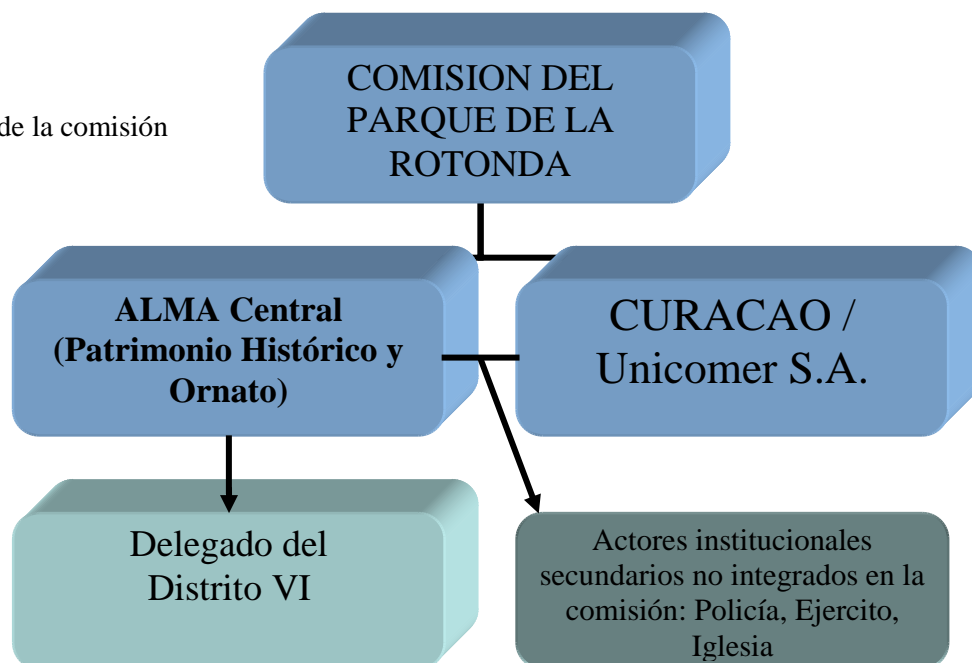 COMISION DEL
PARQUE DE LA
ROTONDA
de la comisión
ALMA Central
(Patrimonio Histórico y
Ornato)
CURACAO /
Unicomer S.A.
Delegado del
Distrito VI
Actores institucionales
secundarios no integrados en la
comisión: Policía, Ejercito,
Iglesia